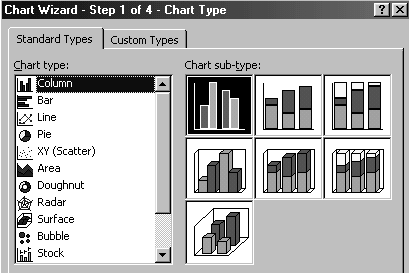 Chart Wizard - Step 1 of 4 - Chart Type
Standard Types Custom Types
Chart type:
Column
Bar
Line
Pie
XY (Scatter)
Area
Doughnut
Radar
Surface
Bubble
Stock
Chart sub-type: